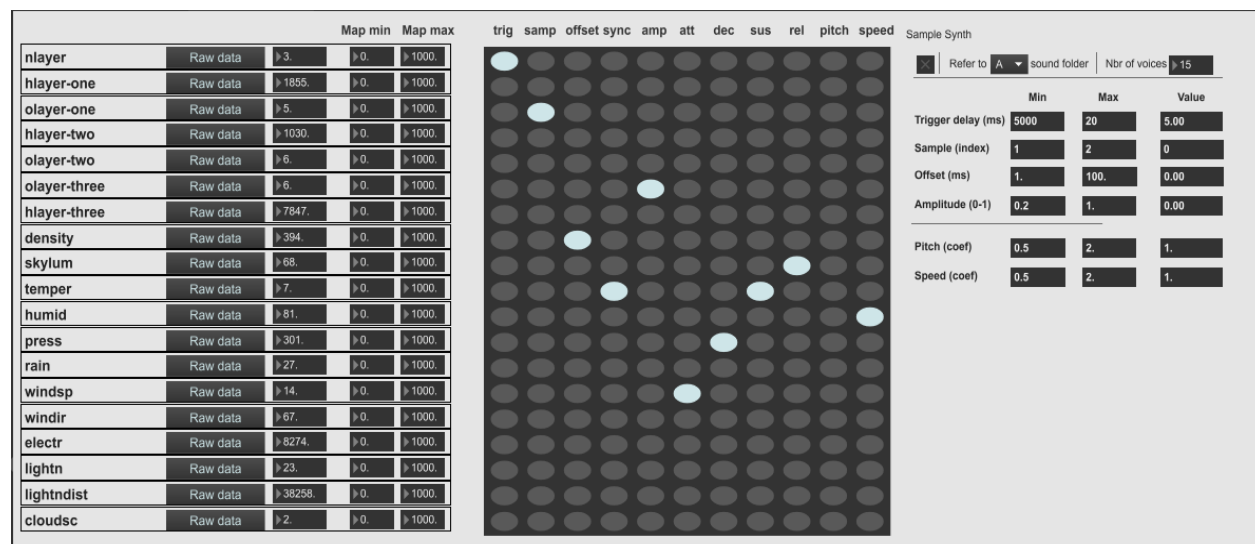 Map min Map max trig samp offset sync amp att dec sus rel pitch speed
nlayer Raw data 3. 0. 1000.
hlayer-one Raw data 1855. 0. 1000.
olayer-one Raw data 5. 0. 1000.
hlayer-two Raw data 1030. 0. 1000.
olayer-two Raw data 6. 0. 1000.
olayer-three Raw data 6. 0. 1000.
hlayer-three Raw data 7847. 0. 1000.
density Raw data 394. 0. 1000.
skylum Raw data 68. 0. 1000.
temper Raw data 7. 0. 1000.
humid Raw data 81. 0. 1000.
press Raw data 301. 0. 1000.
rain Raw data 27. 0. 1000.
windsp Raw data 14. 0. 1000.
windir Raw data 67. 0. 1000.
electr Raw data 8274. 0. 1000.
lightn Raw data 23. 0. 1000.
lightndist Raw data 38258. 0. 1000.
cloudsc Raw data 2. 0. 1000.
Sample Synth
Refer to A sound folder Nbr of voices 15
Min Max Value
Trigger delay (ms) 5000 20 5.00
Sample (index) 1 2 0
Offset (ms) 1. 100. 0.00
Amplitude (0-1) 0.2 1. 0.00
Pitch (coef) 0.5 2. 1.
Speed (coef) 0.5 2. 1.